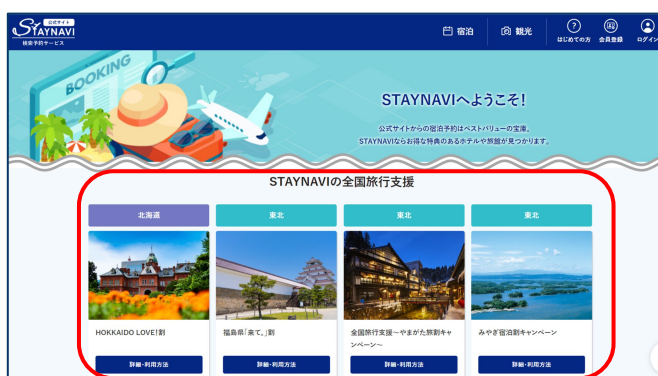 公式サイト
STAYNAVI
検索予約サービス
宿泊
観光
はじめての方
会員登録
ログイン
BOOKING
STAYNAVIへようこそ!
公式サイトからの宿泊予約はベストバリューの宝庫。
STAYNAVIならお得な特典のあるホテルや旅館が見つかります。
STAYNAVIの全国旅行支援
北海道
東北
東北
東北
HOKKAIDO LOVE!割
福島県「来て。」割
全国旅行支援~やまがた旅割キャ
ンペーン~
みやぎ宿泊割キャンペーン
詳細・利用方法
詳細・利用方法
詳細・利用方法
詳細・利用方法